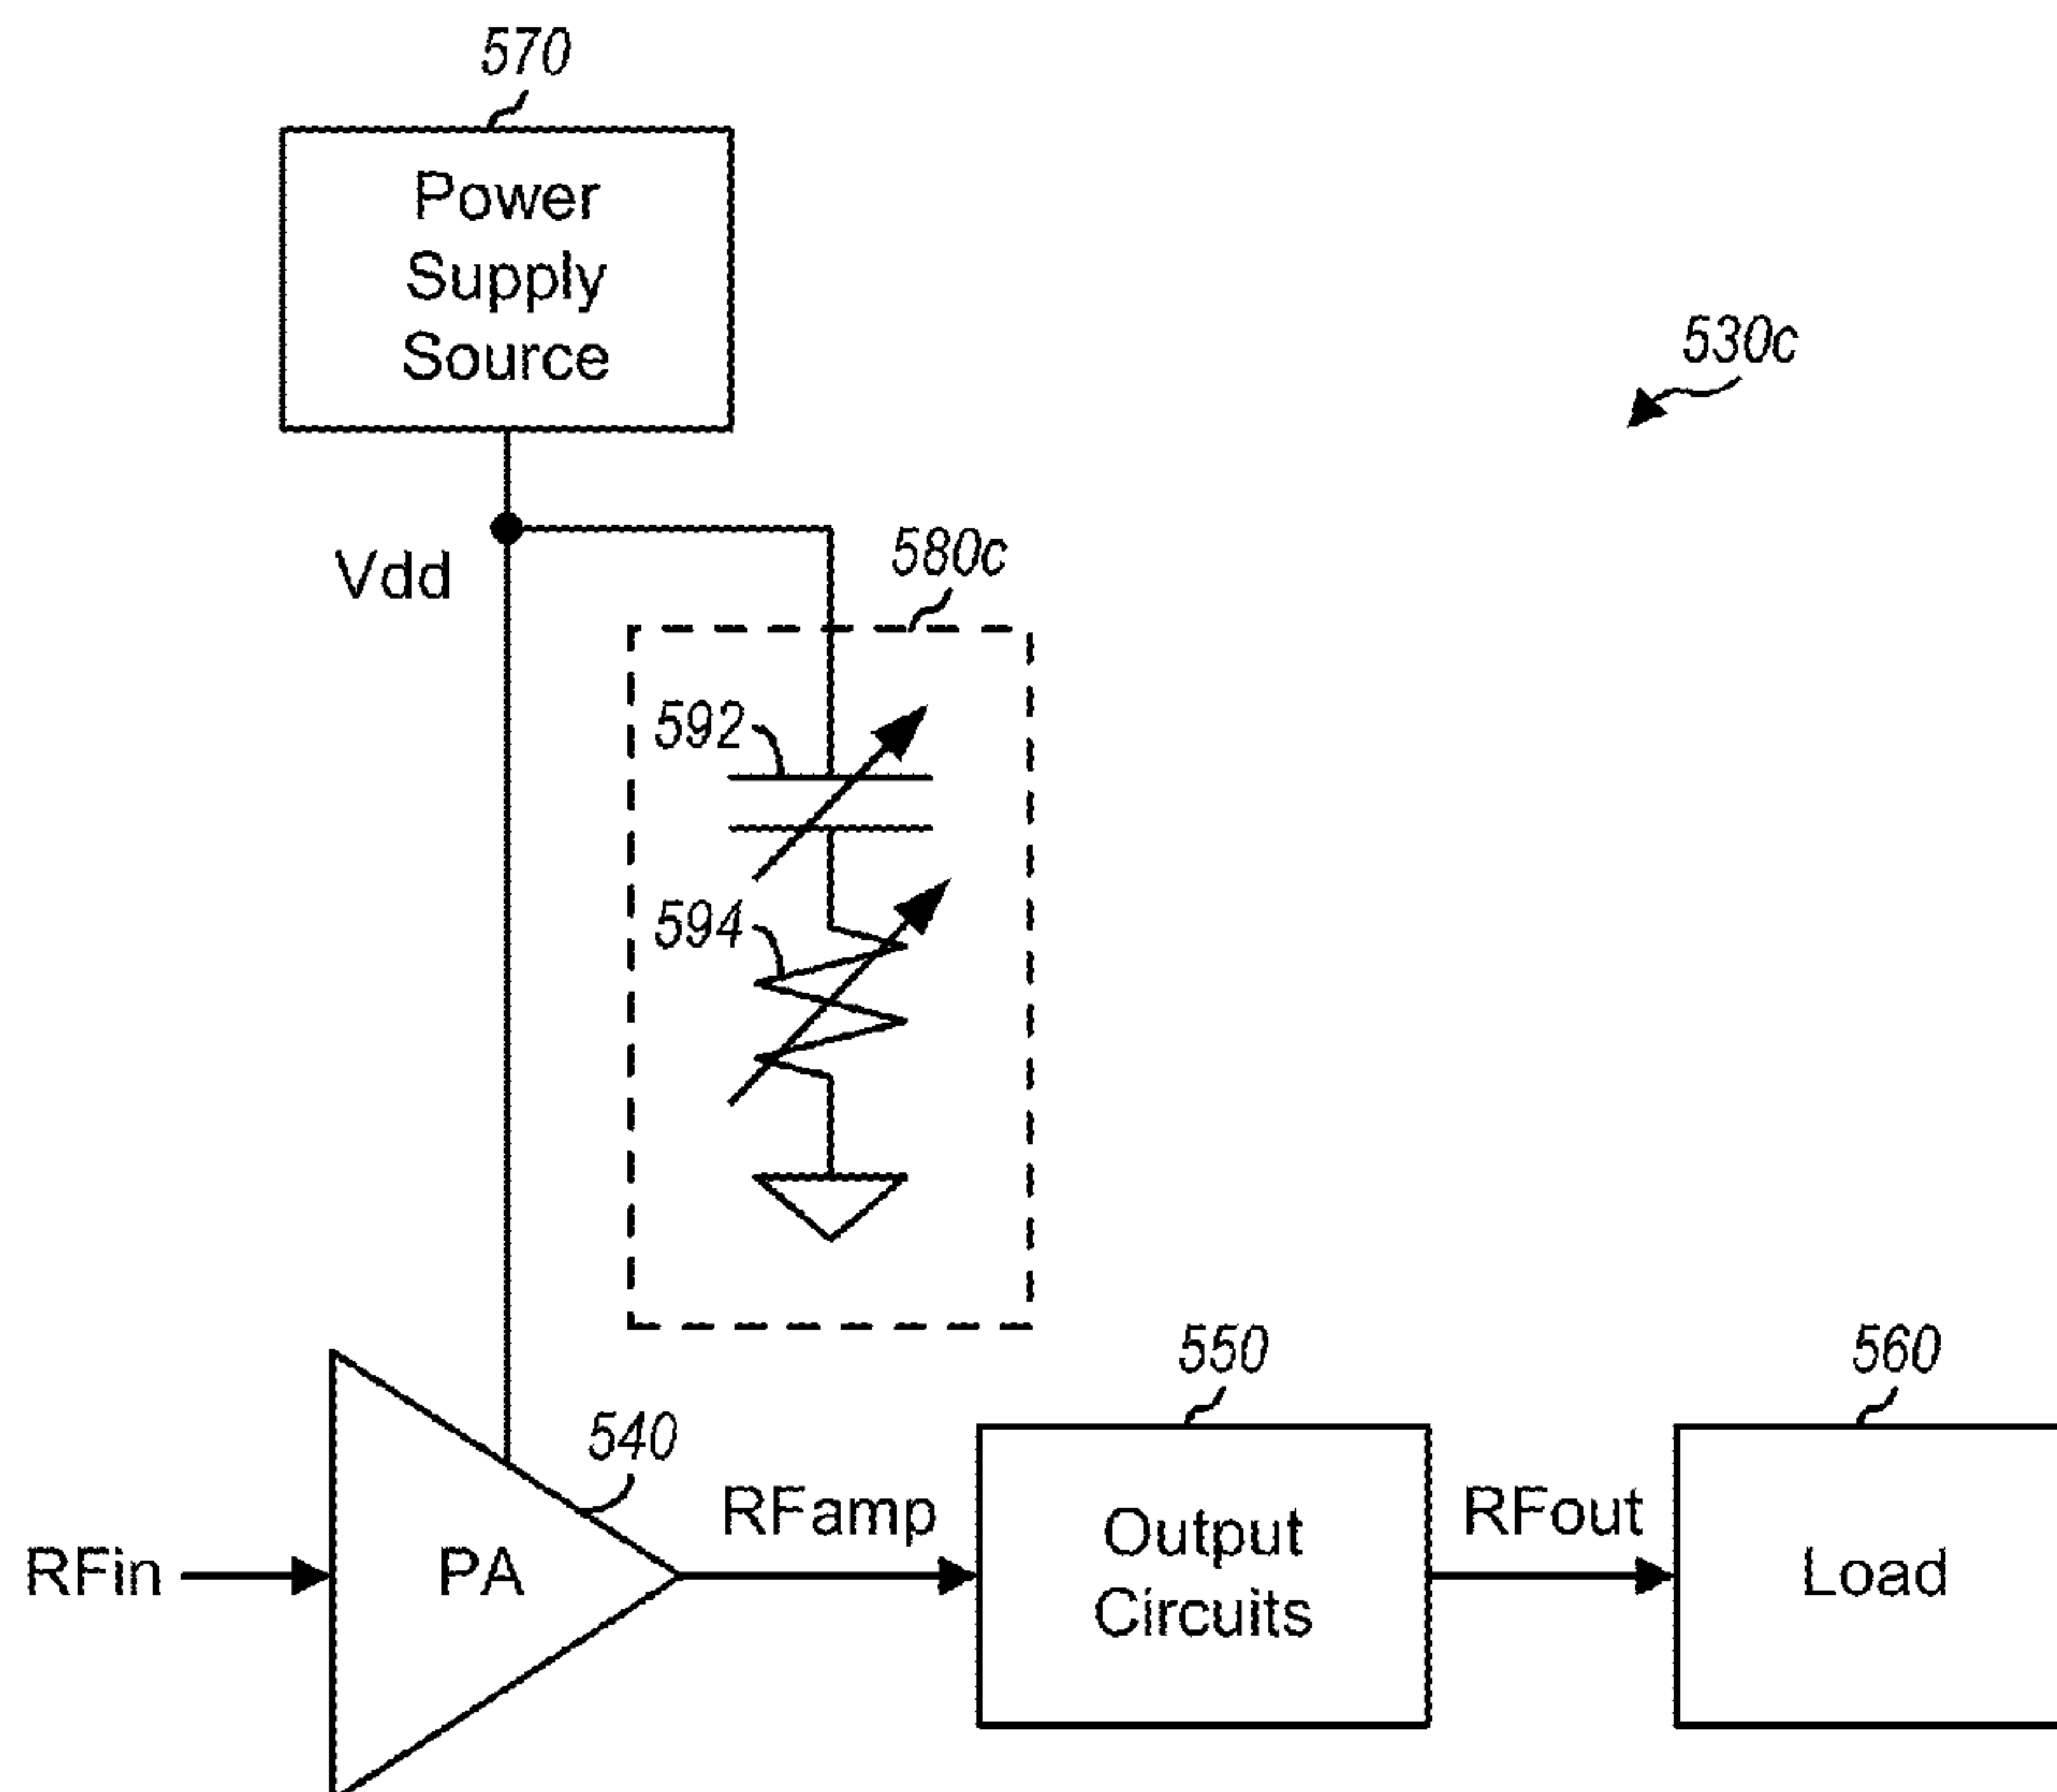 570
Power
Supply
Source
530c
Vdd
580c
592
594
550
560
540
RFin
PA
RFamp
Output
Circuits
RFout
Load